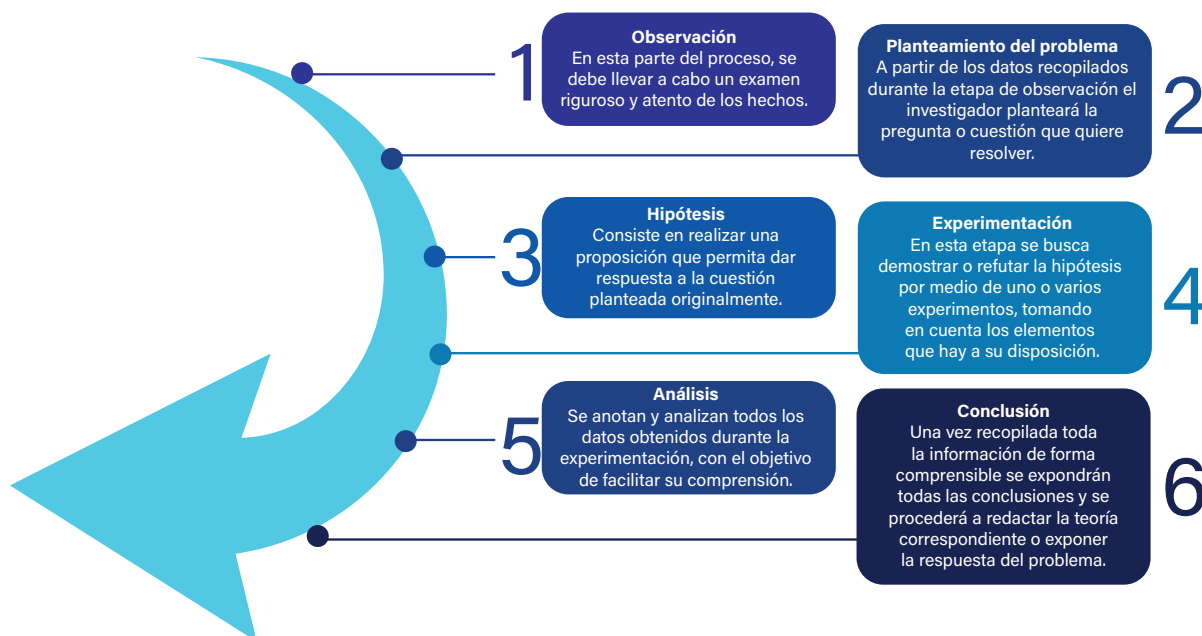 1
Observación
En esta parte del proceso, se
debe llevar a cabo un examen
riguroso y atento de los hechos.
Planteamiento del problema
A partir de los datos recopilados
durante la etapa de observación el
investigador planteará la
pregunta o cuestión que quiere
resolver.
2
3
Hipótesis
Consiste en realizar una
proposición que permita dar
respuesta a la cuestión
planteada originalmente.
Experimentación
En esta etapa se busca
demostrar o refutar la hipótesis
por medio de uno o varios
experimentos, tomando
en cuenta los elementos
que hay a su disposición.
4
5
Análisis
Se anotan y analizan todos los
datos obtenidos durante la
experimentación, con el objetivo
de facilitar su comprensión.
Conclusión
Una vez recopilada toda
la información de forma
comprensible se expondrán
todas las conclusiones y se
procederá a redactar la teoría
correspondiente o exponer
la respuesta del problema.
6